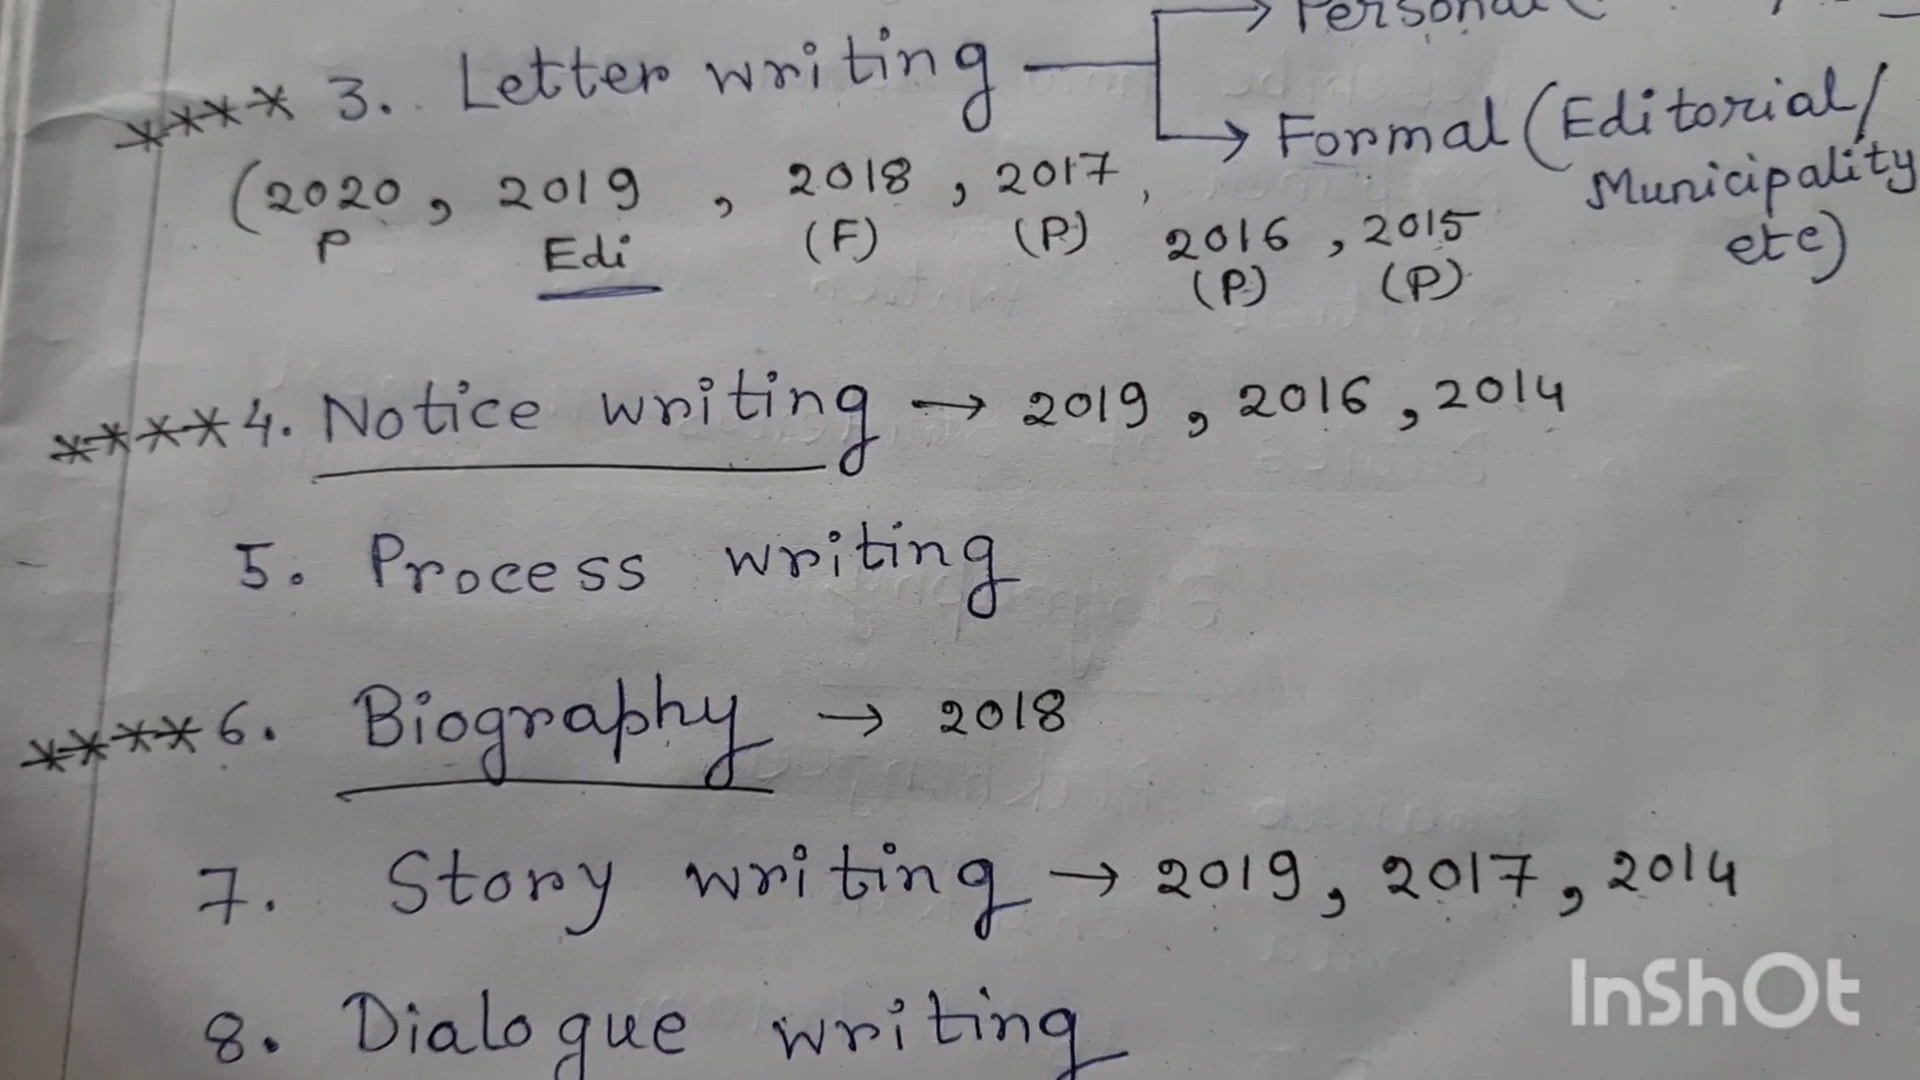 Personal (
**** 3. Letter writing
Formal (Editorial/
Municipality
etc)
(2020, 2019, 2018, 2017,
P Edi (F) (P)
2016, 2015
(P) (P)
**** 4. Notice writing → 2019, 2016, 2014
5. Process writing
**** 6. Biography → 2018
7. Story writing → 2019, 2017, 2014
8. Dialogue writing
InShOt